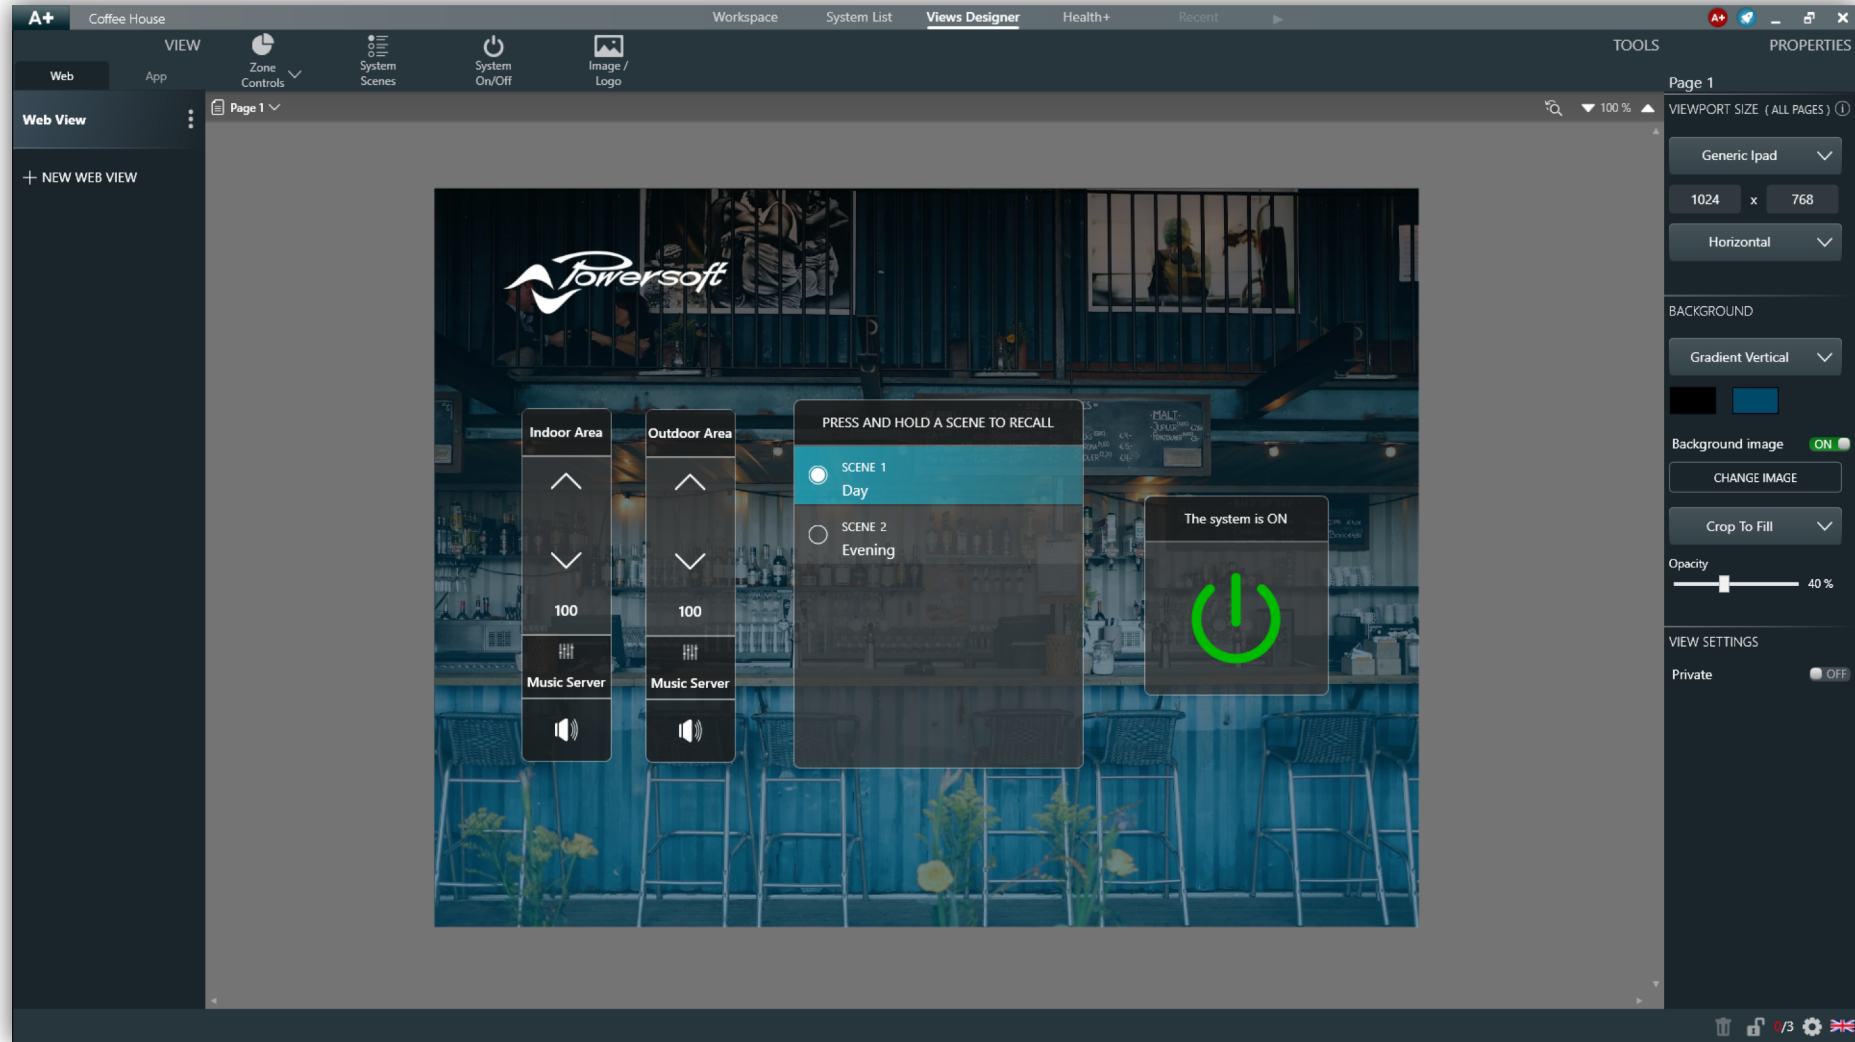 A+
Coffee House
Workspace
System List
Views Designer
Health+
Recent
A+
VIEW
Zone
Controls
System
Scenes
System
On/Off
Image /
Logo
TOOLS
PROPERTIES
Web
App
Page 1
Web View
Page 1
100 %
VIEWPORT SIZE ( ALL PAGES )
NEW WEB VIEW
Generic Ipad
1024 x 768
Horizontal
Powersoft
BACKGROUND
Gradient Vertical
Background image
ON
CHANGE IMAGE
Crop To Fill
Opacity
40 %
VIEW SETTINGS
Private
OFF
Indoor Area
100
Music Server
Outdoor Area
100
Music Server
PRESS AND HOLD A SCENE TO RECALL
SCENE 1
Day
SCENE 2
Evening
The system is ON
MALT
0/3